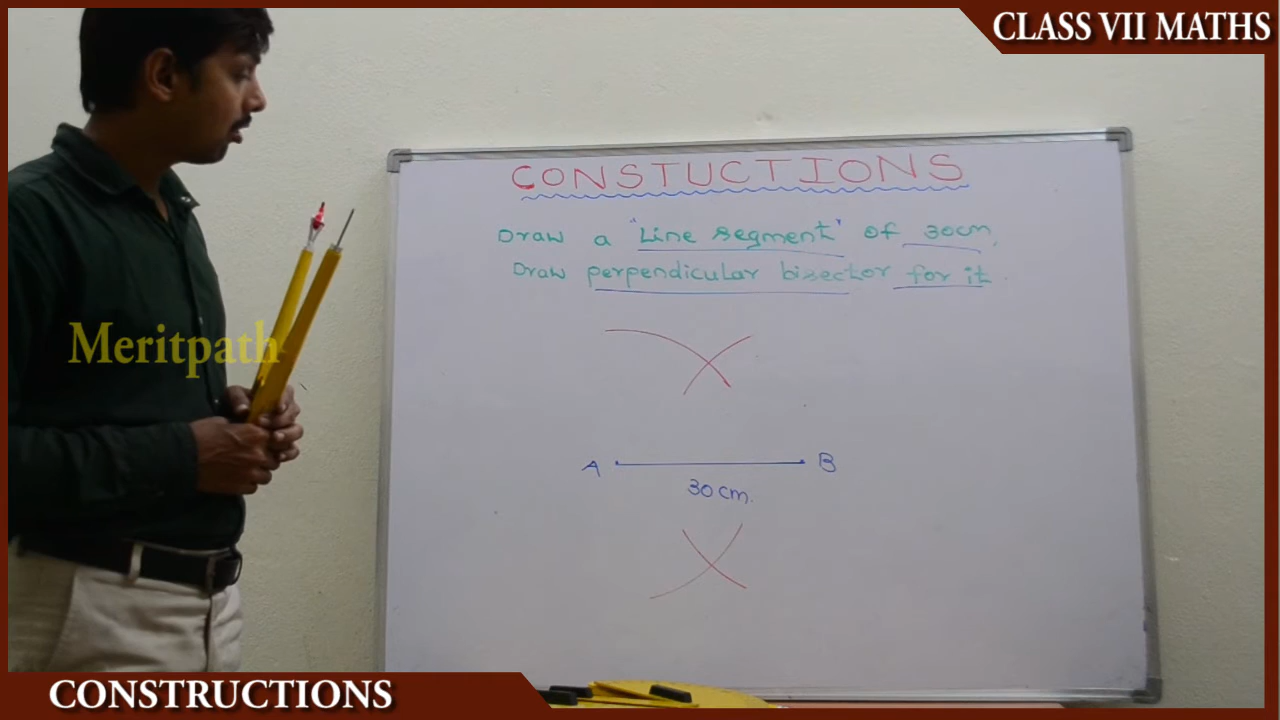 CLASS VII MATHS
CONSTUCTIONS
Draw a "Line segment" of 30cm,
Draw perpendicular bisector for it.
Meritpath
A B
30 cm.
CONSTRUCTIONS